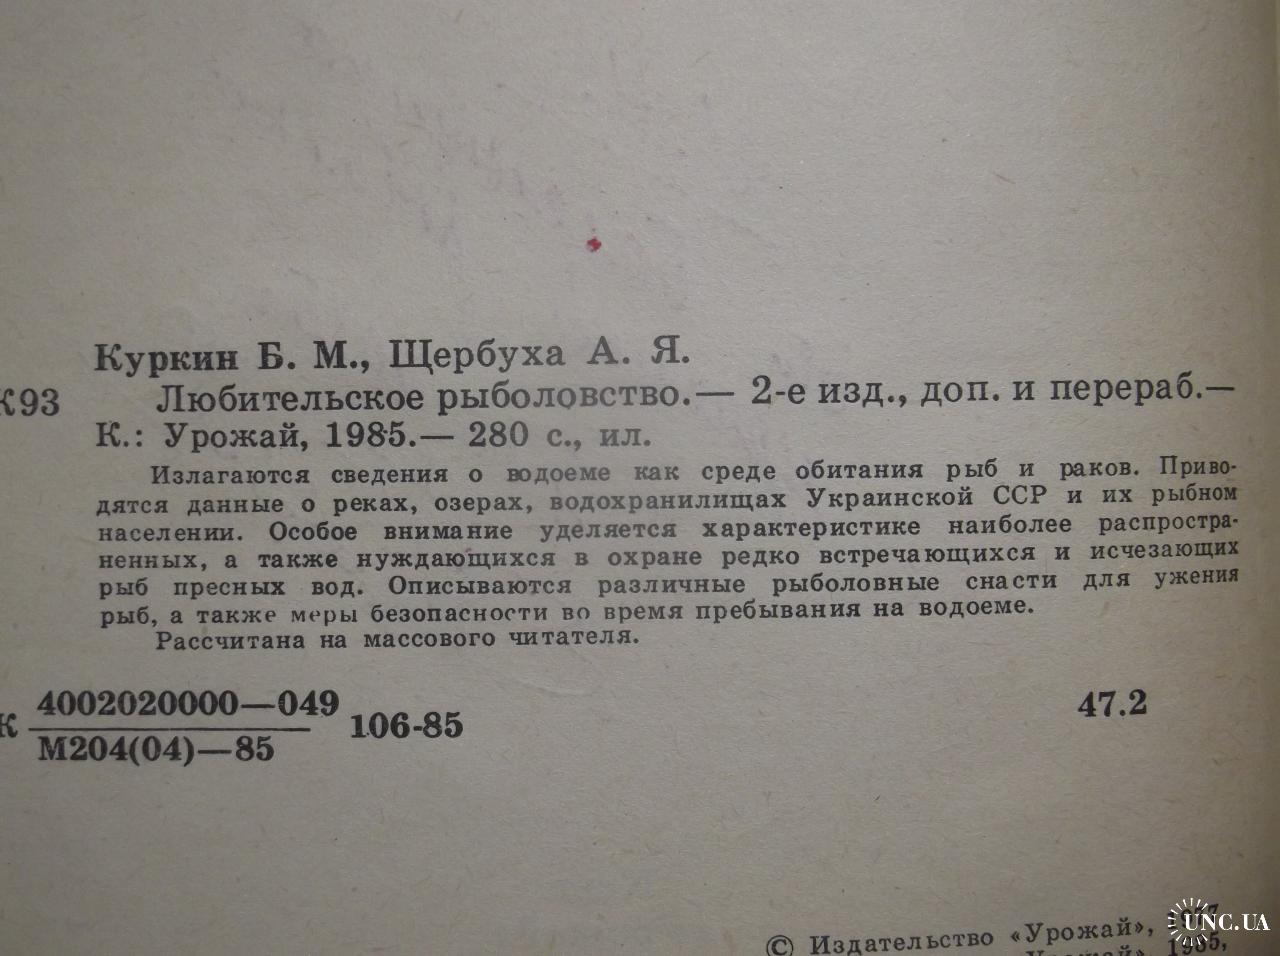 Куркин Б. М., Щербуха А. Я.
К93 Любительское рыболовство.— 2-е изд., доп. и перераб.—
К.: Урожай, 1985.— 280 с., ил.
Излагаются сведения о водоеме как среде обитания рыб и раков. Приво-
дятся данные о реках, озерах, водохранилищах Украинской ССР и их рыбном
населении. Особое внимание уделяется характеристике наиболее распростра-
ненных, а также нуждающихся в охране редко встречающихся и исчезающих
рыб пресных вод. Описываются различные рыболовные снасти для ужения
рыб, а также меры безопасности во время пребывания на водоеме.
Рассчитана на массового читателя.
К 4002020000—049
М204(04)—85
106-85
47.2
© Издательство «Урожай», 1977
1985,
UNC.UA